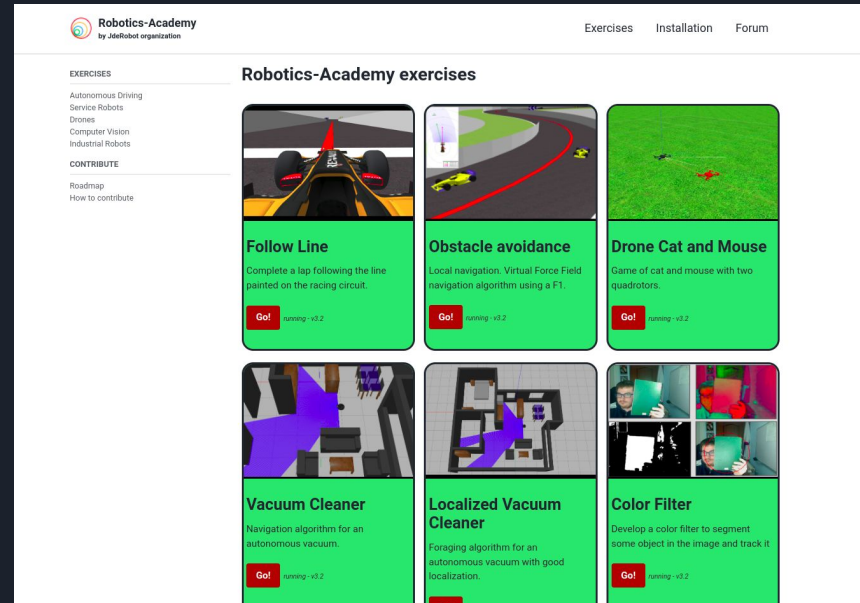 Robotics-Academy
by JdeRobot organization
Exercises Installation Forum
EXERCISES
Autonomous Driving
Service Robots
Drones
Computer Vision
Industrial Robots
CONTRIBUTE
Roadmap
How to contribute
Robotics-Academy exercises
Follow Line
Complete a lap following the line
painted on the racing circuit.
Go! running - v3.2
Obstacle avoidance
Local navigation. Virtual Force Field
navigation algorithm using a F1.
Go! running - v3.2
Drone Cat and Mouse
Game of cat and mouse with two
quadrotors.
Go! running - v3.2
Vacuum Cleaner
Navigation algorithm for an
autonomous vacuum.
Go! running - v3.2
Localized Vacuum
Cleaner
Foraging algorithm for an
autonomous vacuum with good
localization.
Color Filter
Develop a color filter to segment
some object in the image and track it
Go! running - v3.2